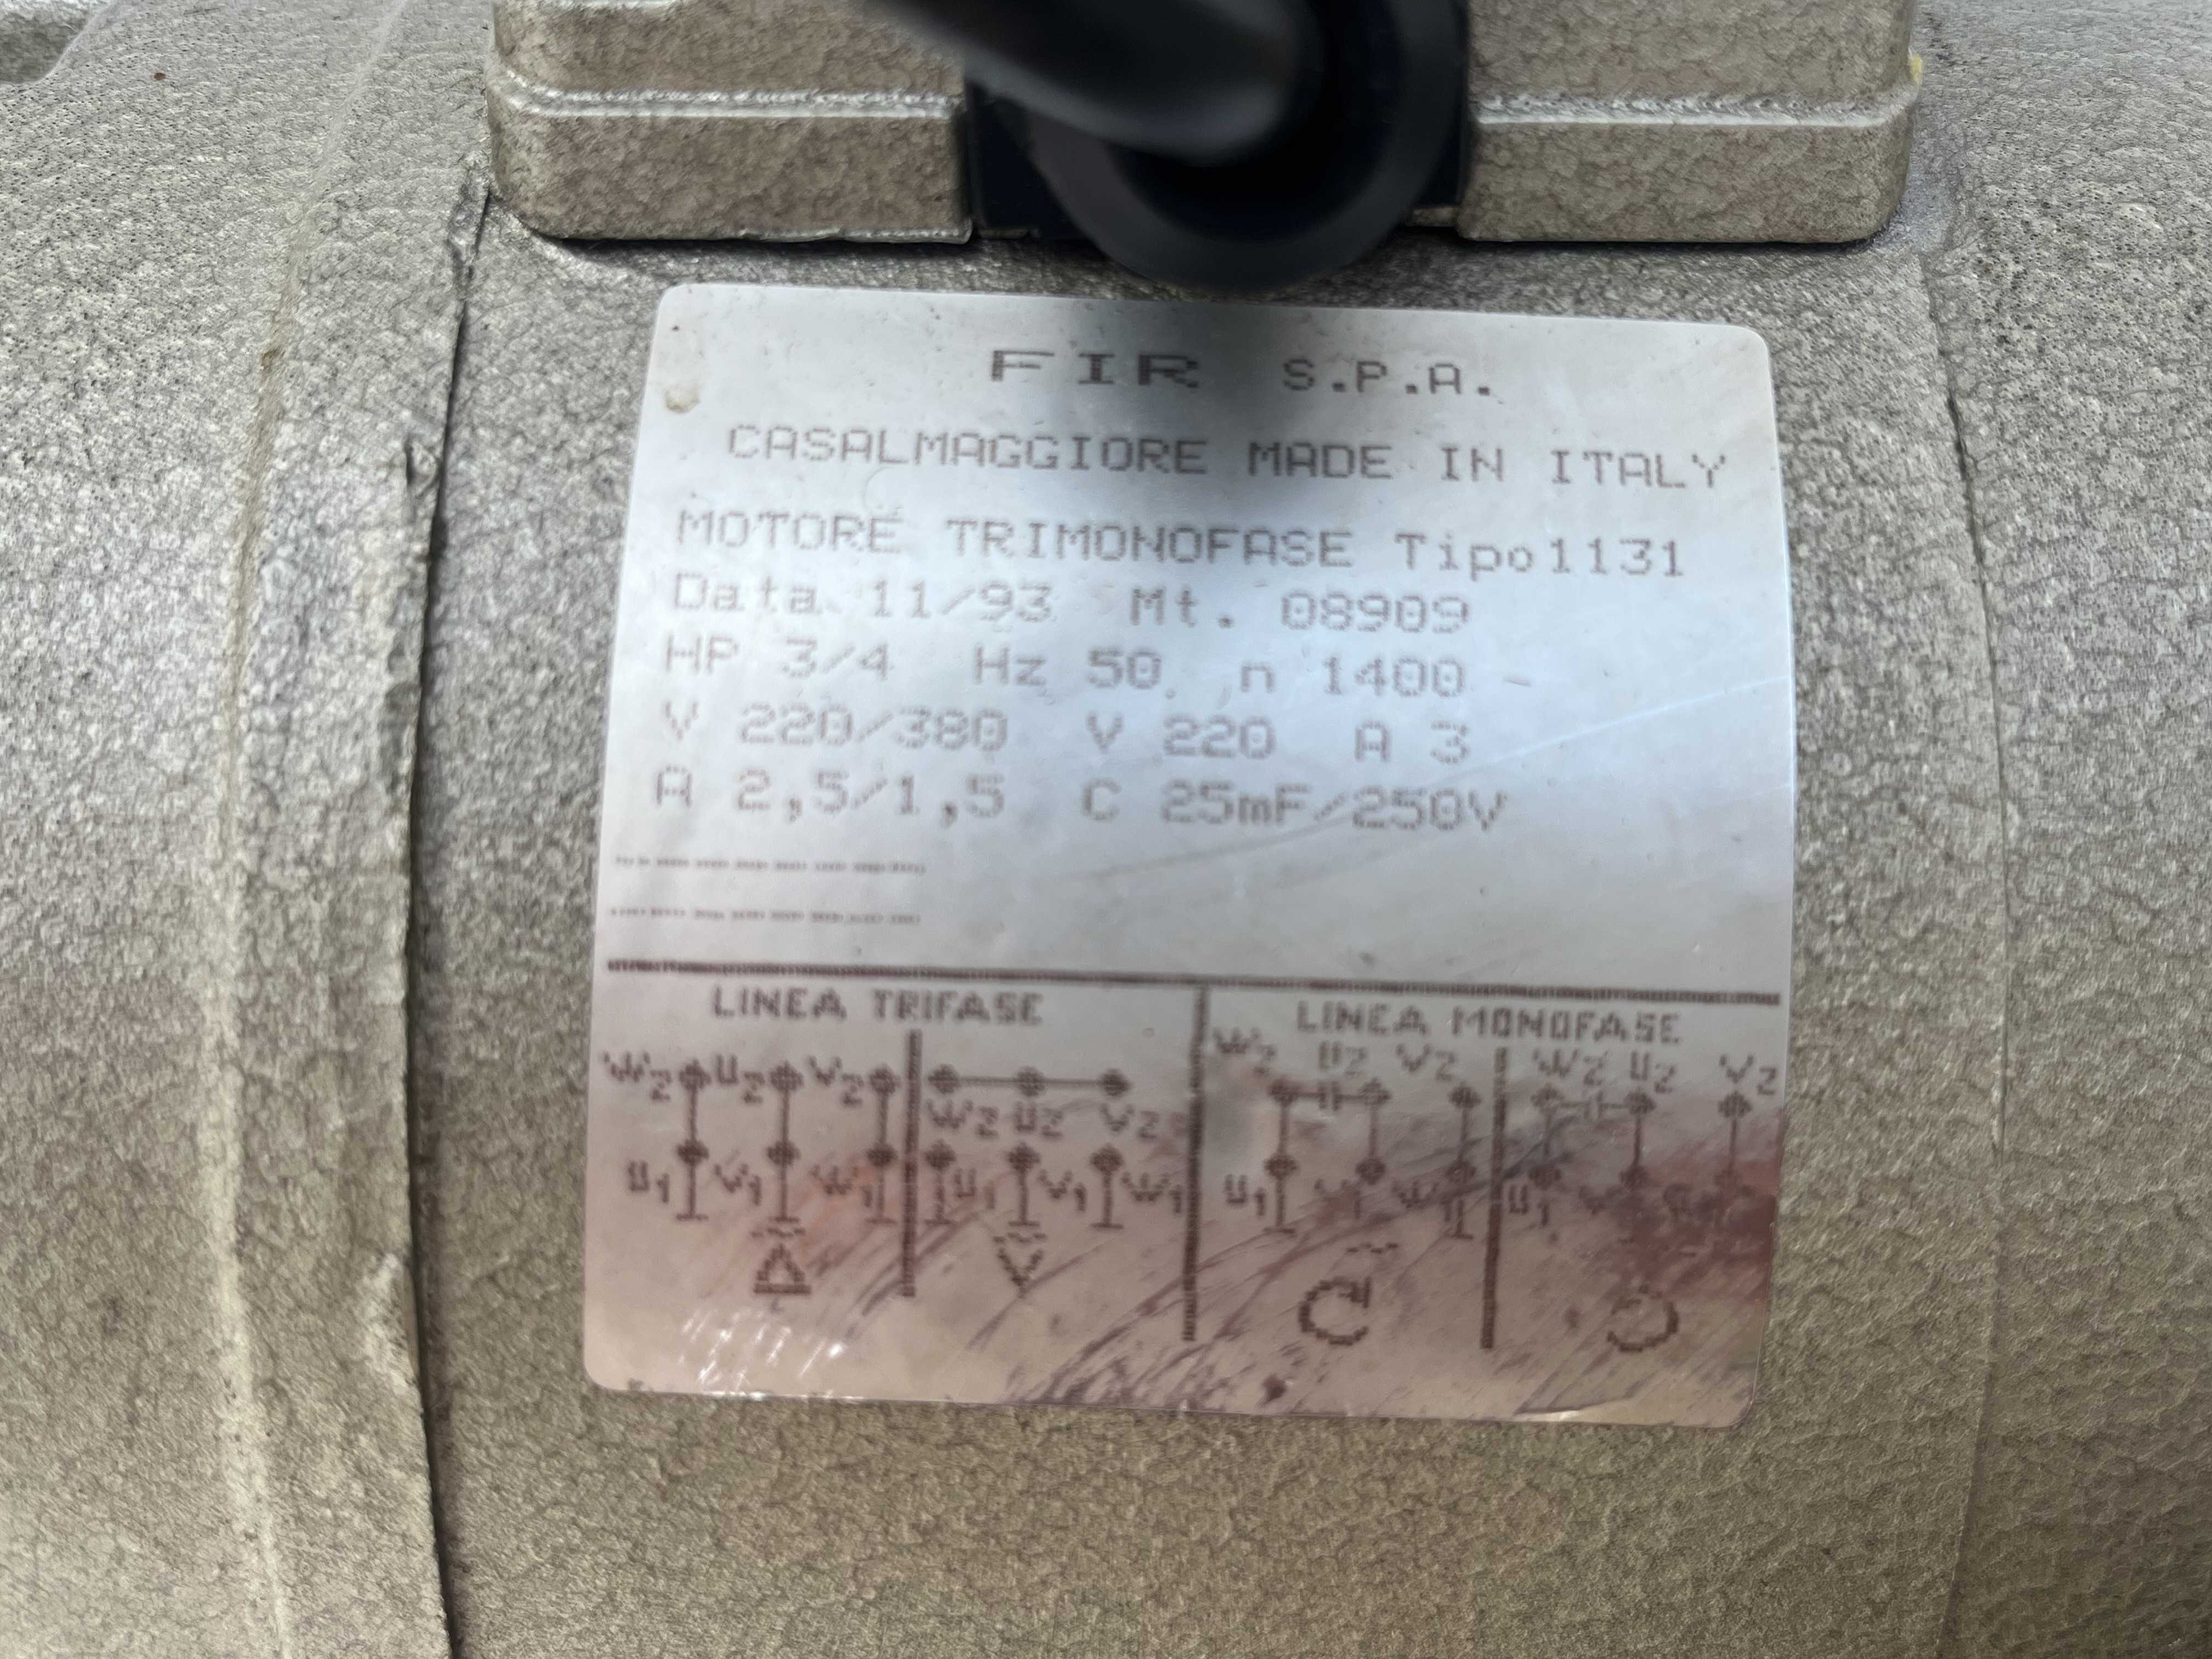 FIR S.P.A.
CASALMAGGIORE MADE IN ITALY
MOTORE TRIMONOFASE Tipo1131
Data 11/93 Mt. 08909
HP 3/4 Hz 50 n 1400
V 220/380 V 220 A 3
A 2,5/1,5 C 25mF/250V
LINEA TRIFASE LINEA MONOFASE
W2 U2 V2 W2 U2 V2 W2 U2 V2 W2 U2 V2
U1 V1 W1 U1 V1 W1 U1 V1 W U1 V